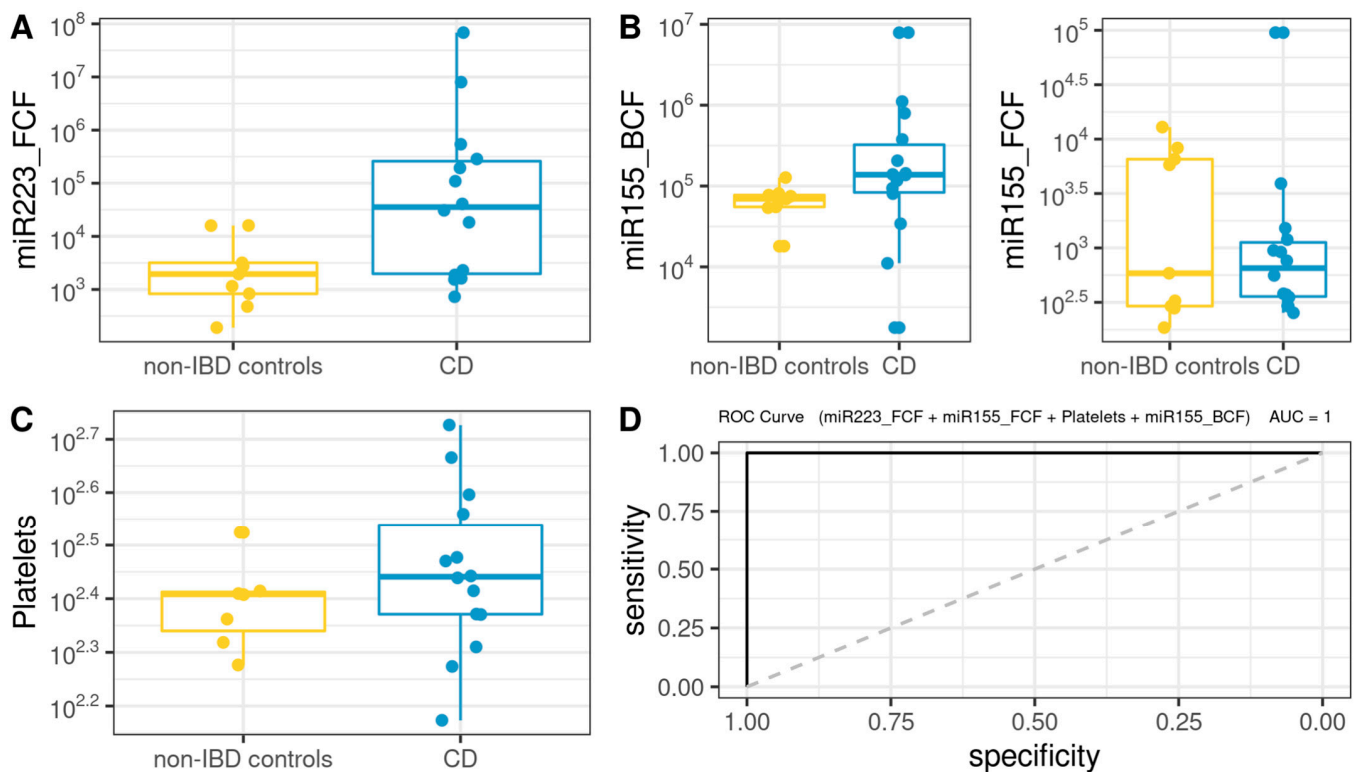 A
miR223_FCF
10^8
10^7
10^6
10^5
10^4
10^3
non-IBD controls
CD
B
miR155_BCF
10^7
10^6
10^5
10^4
non-IBD controls
CD
miR155_FCF
10^5
10^4.5
10^4
10^3.5
10^3
10^2.5
non-IBD controls
CD
C
Platelets
10^2.7
10^2.6
10^2.5
10^2.4
10^2.3
10^2.2
non-IBD controls
CD
D
ROC Curve (miR223_FCF + miR155_FCF + Platelets + miR155_BCF) AUC = 1
sensitivity
1.00
0.75
0.50
0.25
0.00
1.00 0.75 0.50 0.25 0.00
specificity